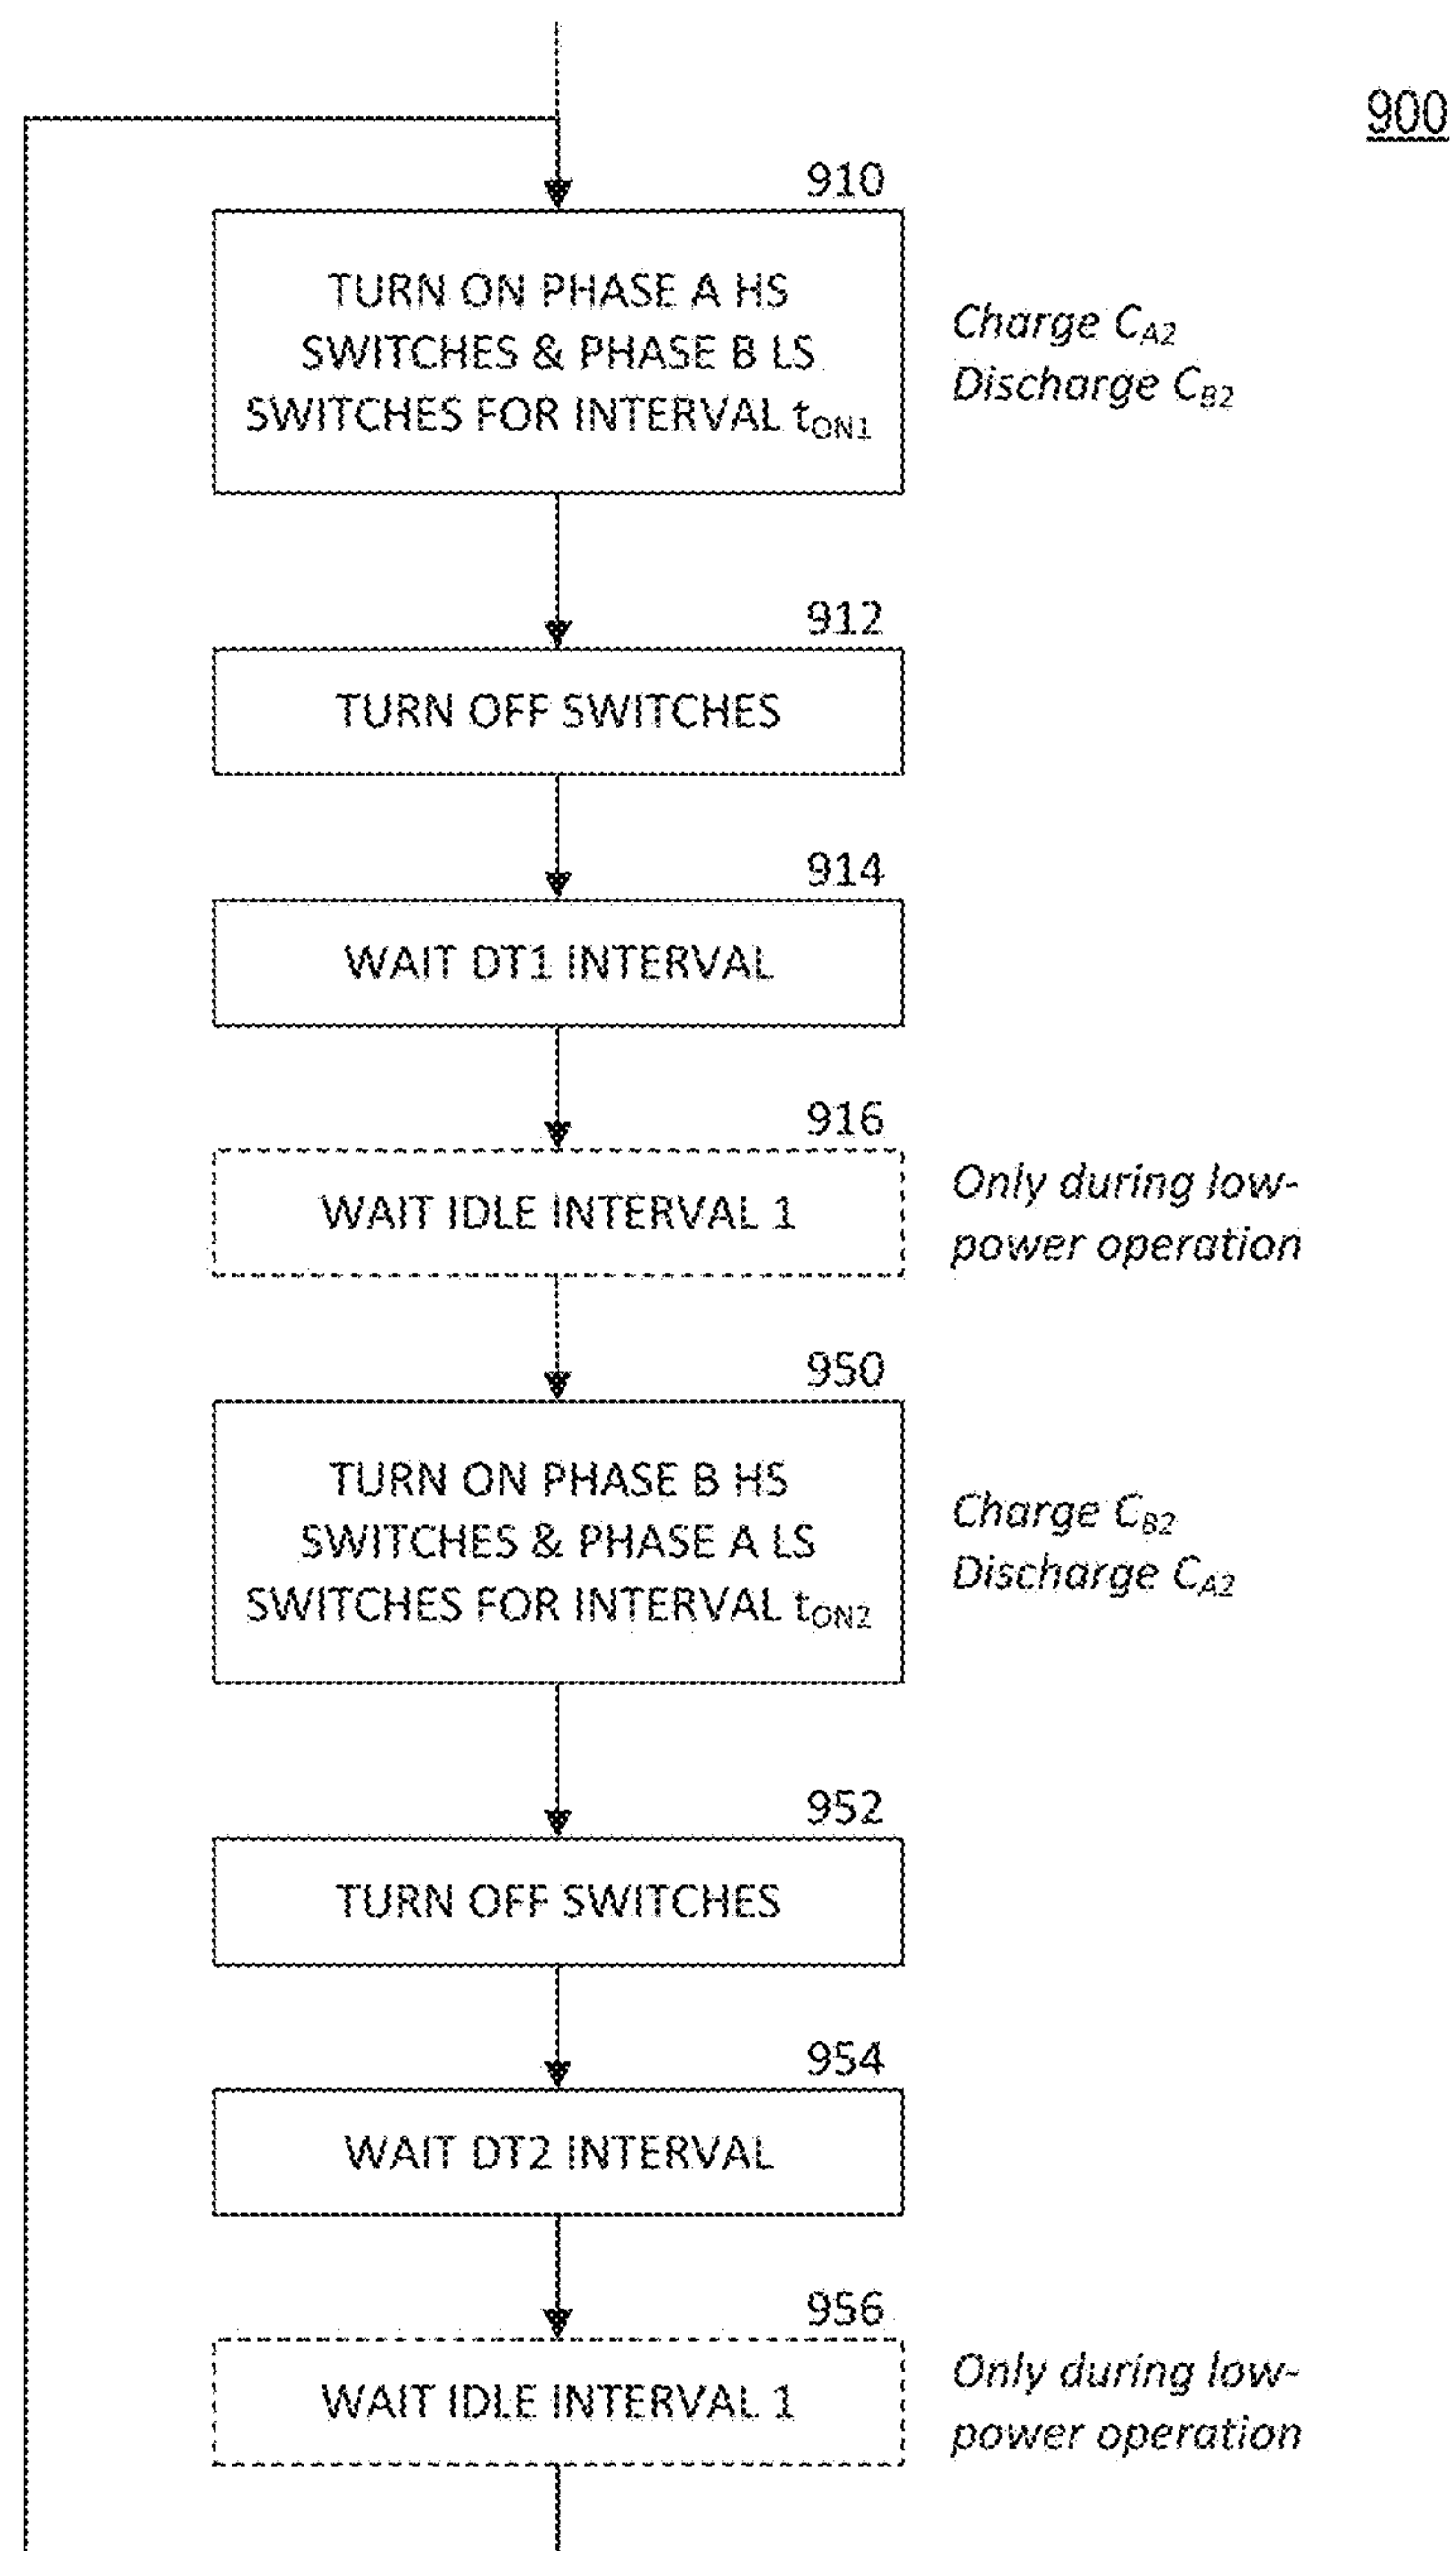 900
910
TURN ON PHASE A HS
SWITCHES & PHASE B LS
SWITCHES FOR INTERVAL tON1
Charge CA2
Discharge CB2
912
TURN OFF SWITCHES
914
WAIT DT1 INTERVAL
916
WAIT IDLE INTERVAL 1
Only during low-
power operation
950
TURN ON PHASE B HS
SWITCHES & PHASE A LS
SWITCHES FOR INTERVAL tON2
Charge CB2
Discharge CA2
952
TURN OFF SWITCHES
954
WAIT DT2 INTERVAL
956
WAIT IDLE INTERVAL 1
Only during low-
power operation